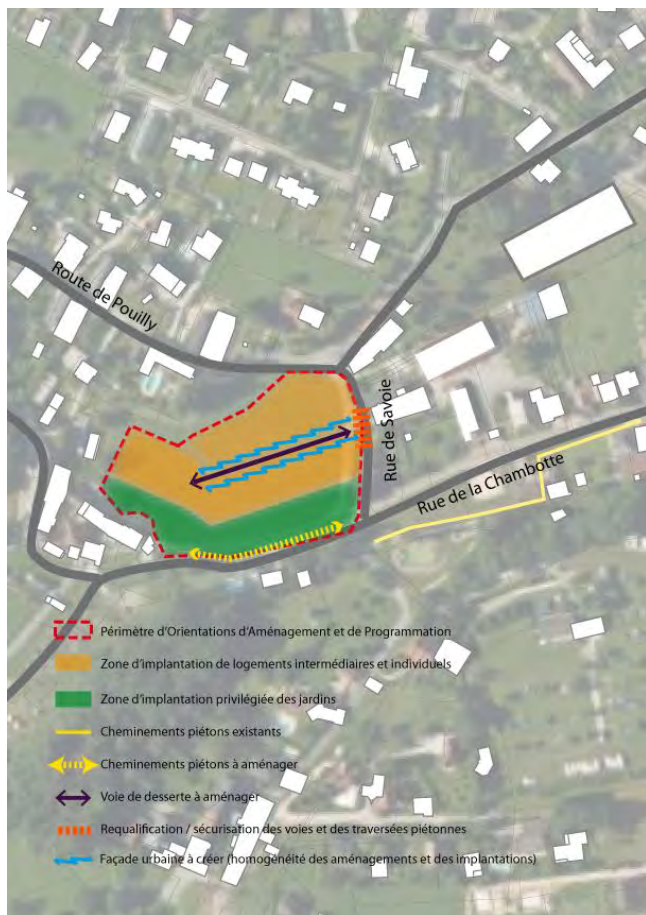 Route de Pouilly
Rue de Savoie
Rue de la Chambotte
Périmètre d'Orientations d'Aménagement et de Programmation
Zone d'implantation de logements intermédiaires et individuels
Zone d'implantation privilégiée des jardins
Cheminements piétons existants
Cheminements piétons à aménager
Voie de desserte à aménager
Requalification / sécurisation des voies et des traversées piétonnes
Façade urbaine à créer (homogénéité des aménagements et des implantations)